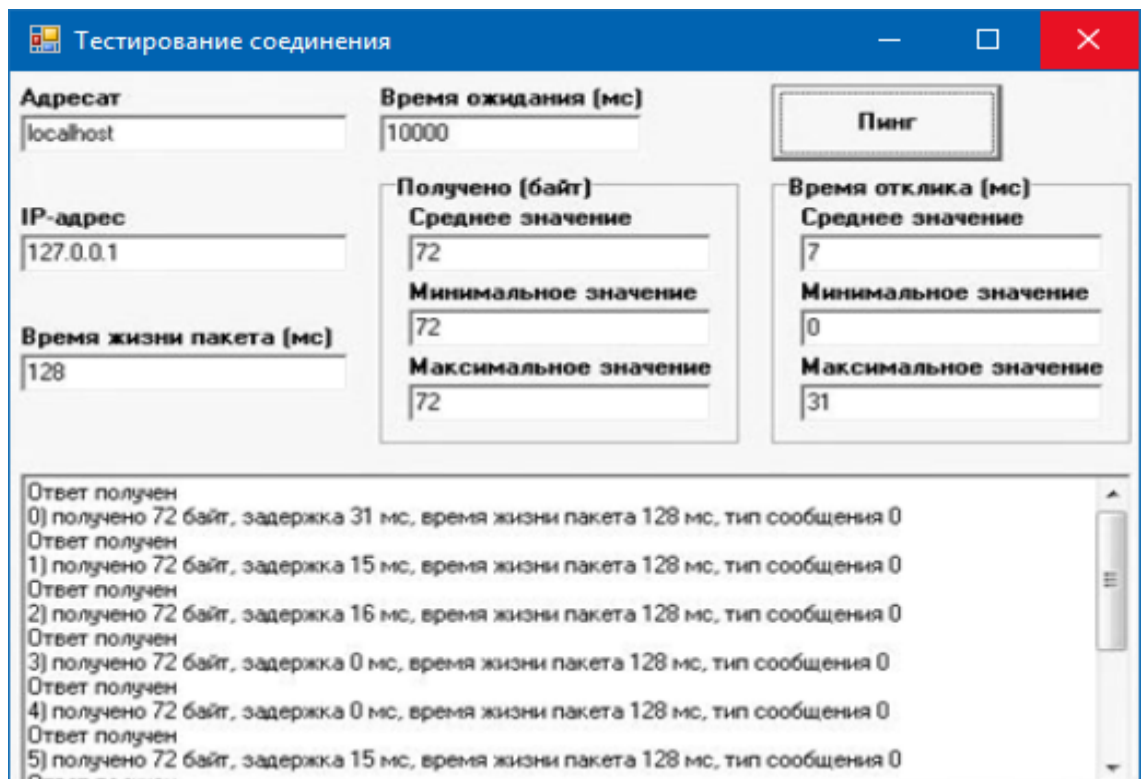 Тестирование соединения
Адресат
localhost
Время ожидания (мс)
10000
Пинг
IP-адрес
127.0.0.1
Время жизни пакета (мс)
128
Получено (байт)
Среднее значение
72
Минимальное значение
72
Максимальное значение
72
Время отклика (мс)
Среднее значение
7
Минимальное значение
0
Максимальное значение
31
Ответ получен
0) получено 72 байт, задержка 31 мс, время жизни пакета 128 мс, тип сообщения 0
Ответ получен
1) получено 72 байт, задержка 15 мс, время жизни пакета 128 мс, тип сообщения 0
Ответ получен
2) получено 72 байт, задержка 16 мс, время жизни пакета 128 мс, тип сообщения 0
Ответ получен
3) получено 72 байт, задержка 0 мс, время жизни пакета 128 мс, тип сообщения 0
Ответ получен
4) получено 72 байт, задержка 0 мс, время жизни пакета 128 мс, тип сообщения 0
Ответ получен
5) получено 72 байт, задержка 15 мс, время жизни пакета 128 мс, тип сообщения 0